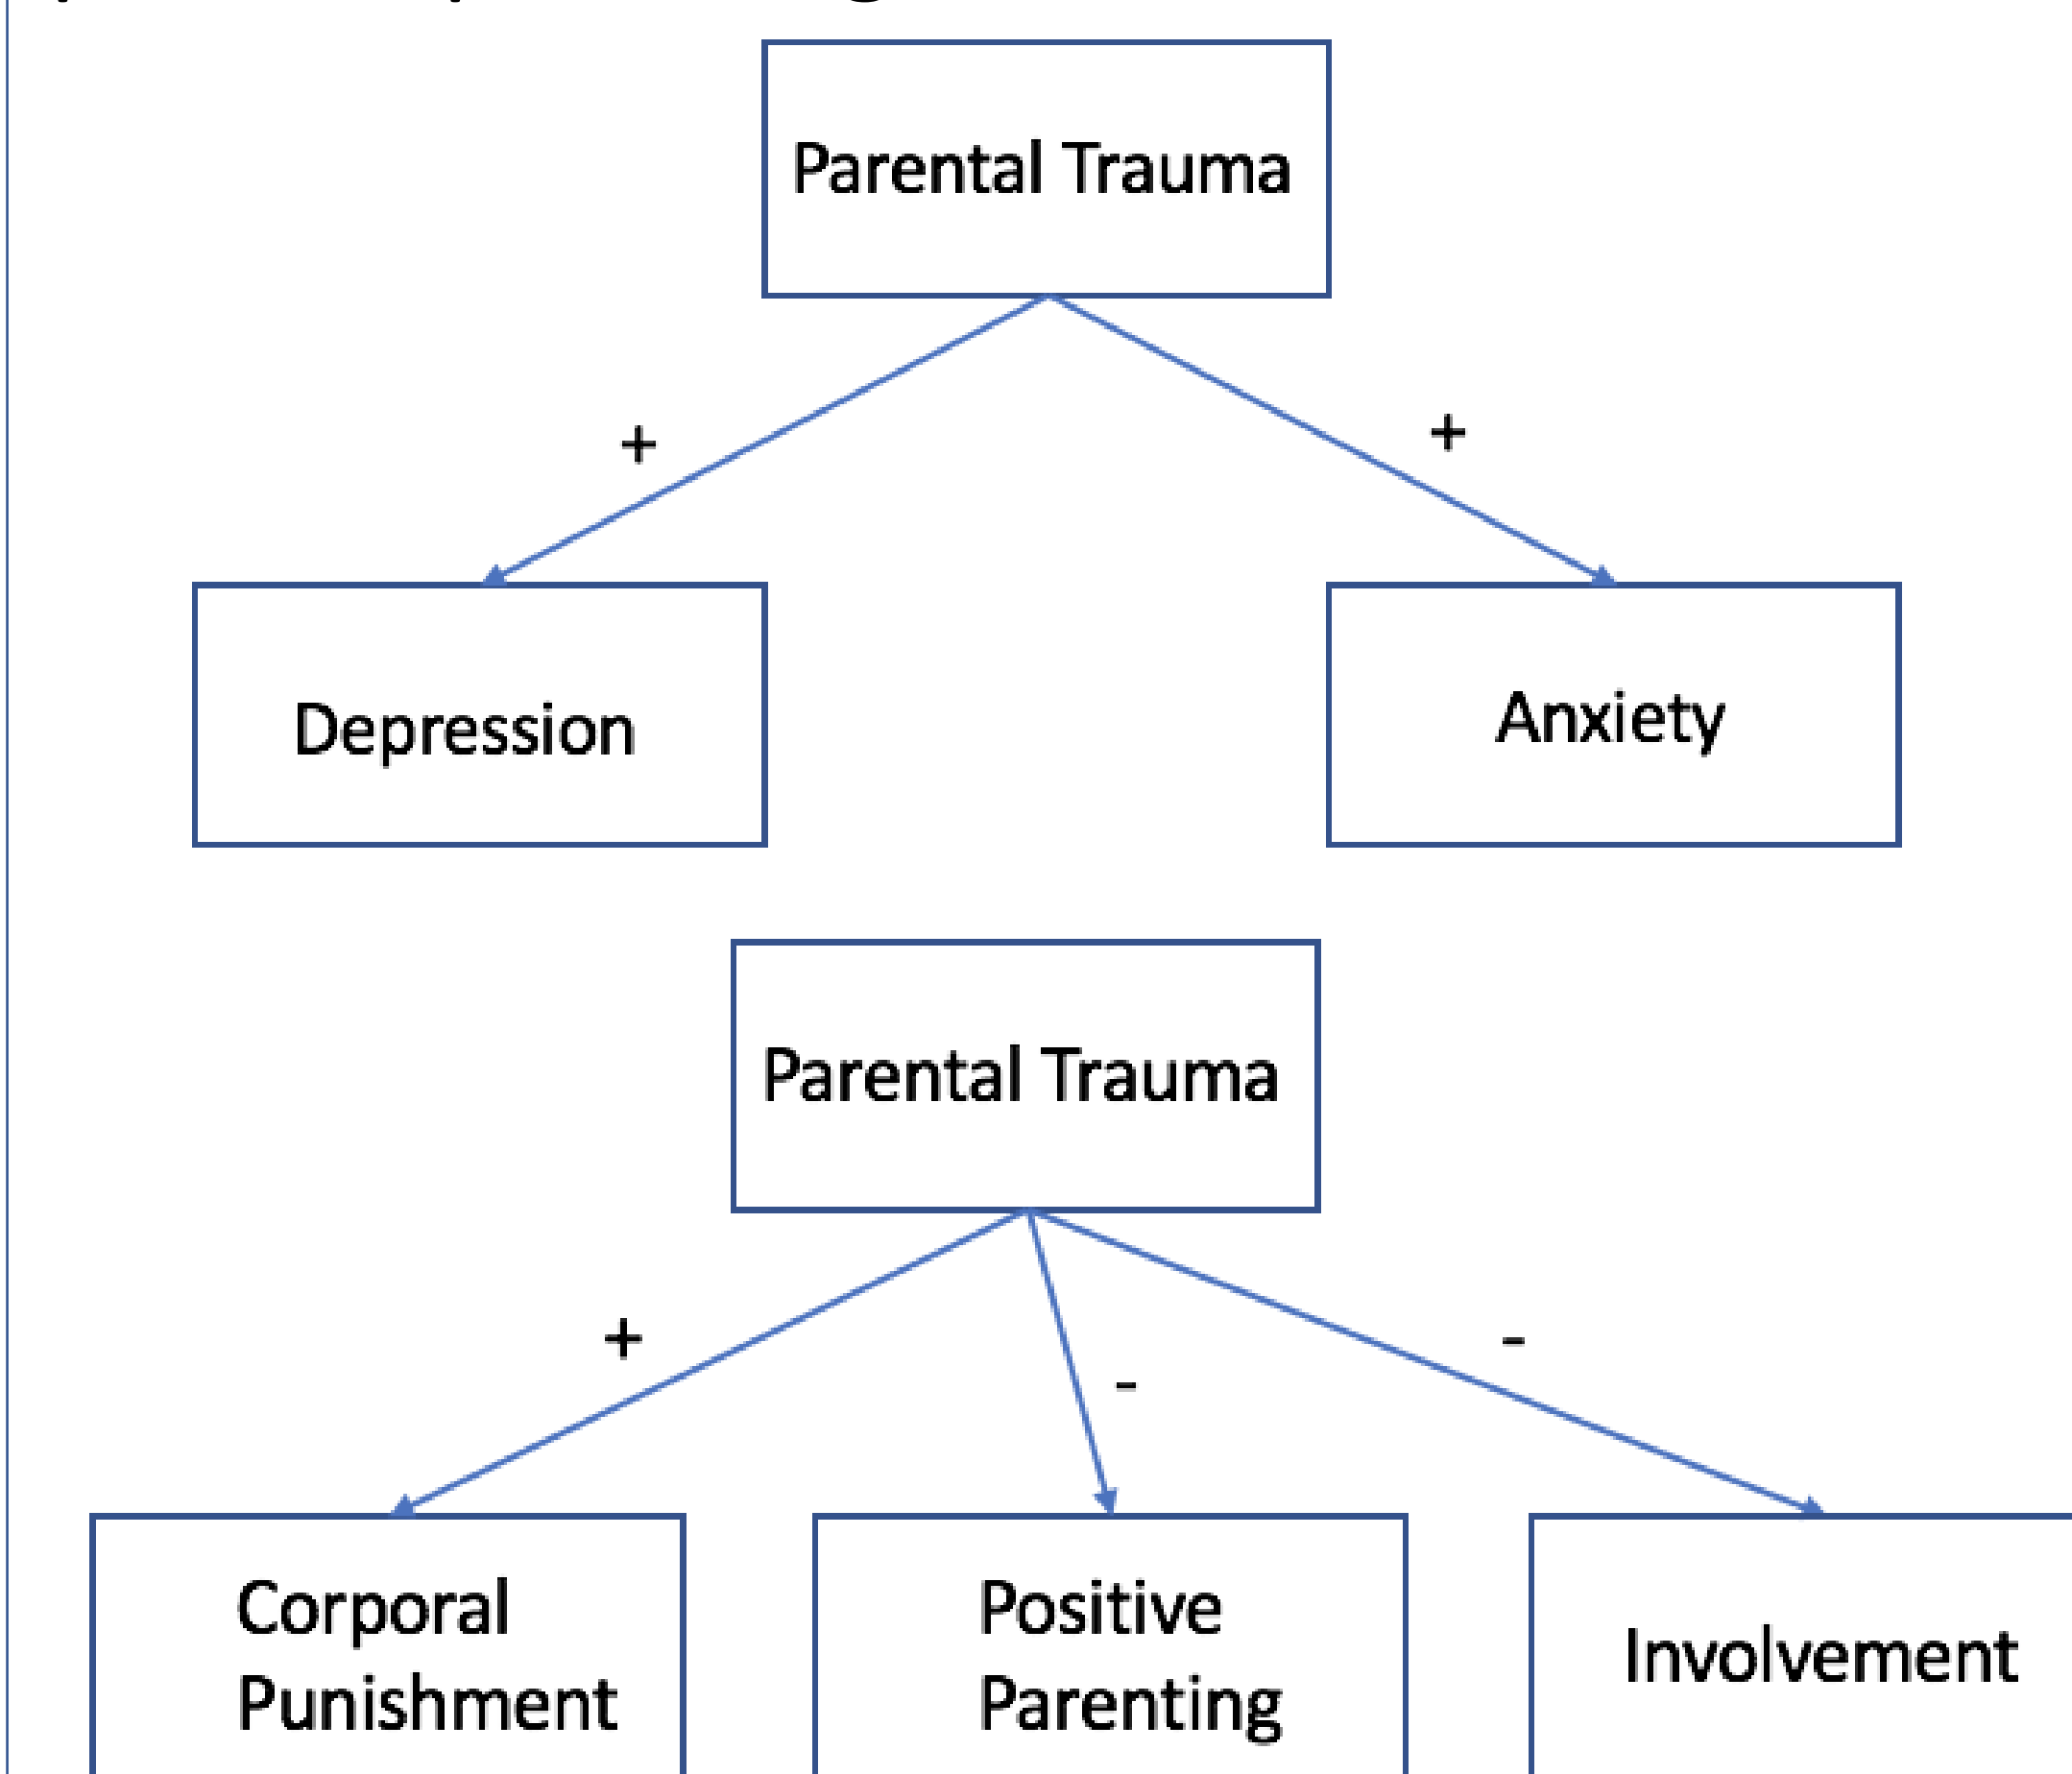 Parental Trauma
+
+
Depression
Anxiety
Parental Trauma
+
-
-
Corporal
Punishment
Positive
Parenting
Involvement